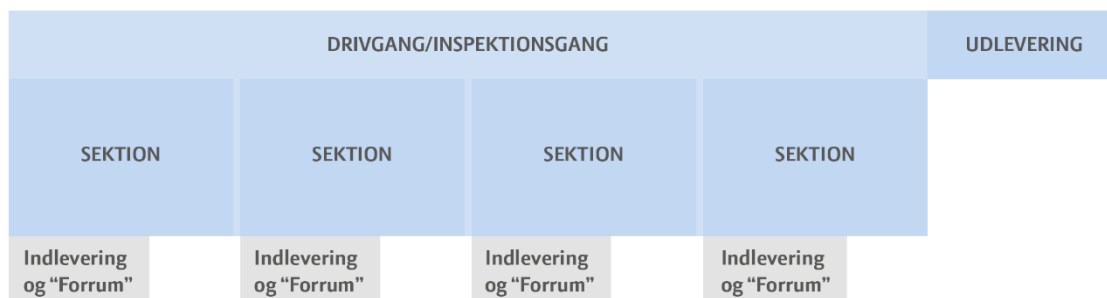 DRIVGANG/INSPEKTIONSGANG
UDLEVERING
SEKTION
SEKTION
SEKTION
SEKTION
Indlevering
og “Forrum”
Indlevering
og “Forrum”
Indlevering
og “Forrum”
Indlevering
og “Forrum”